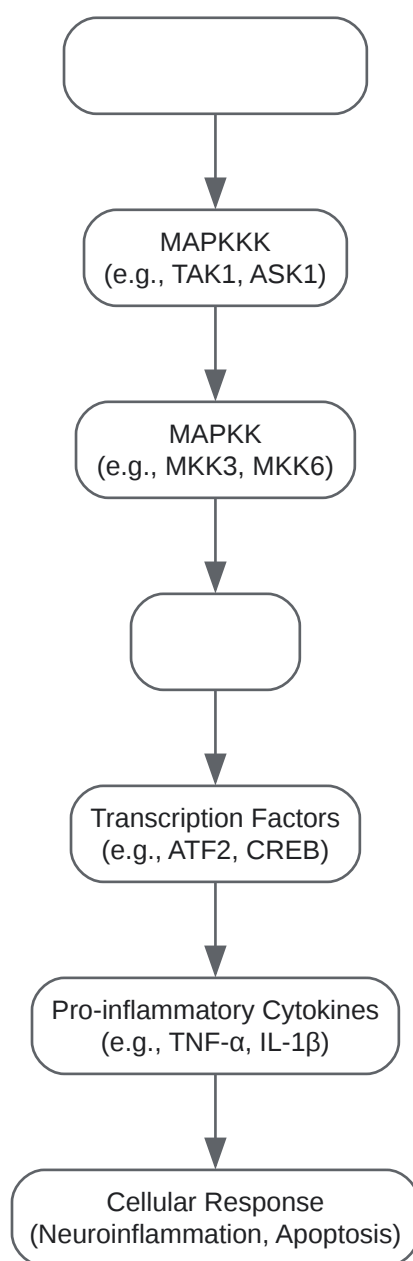 MAPKKK
(e.g., TAK1, ASK1)
MAPKK
(e.g., MKK3, MKK6)
Transcription Factors
(e.g., ATF2, CREB)
Pro-inflammatory Cytokines
(e.g., TNF-α, IL-1β)
Cellular Response
(Neuroinflammation, Apoptosis)